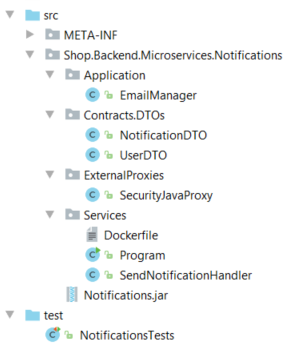 src
META-INF
Shop.Backend.Microservices.Notifications
Application
EmailManager
Contracts.DTOs
NotificationDTO
UserDTO
ExternalProxies
SecurityJavaProxy
Services
Dockerfile
Program
SendNotificationHandler
Notifications.jar
test
NotificationsTests